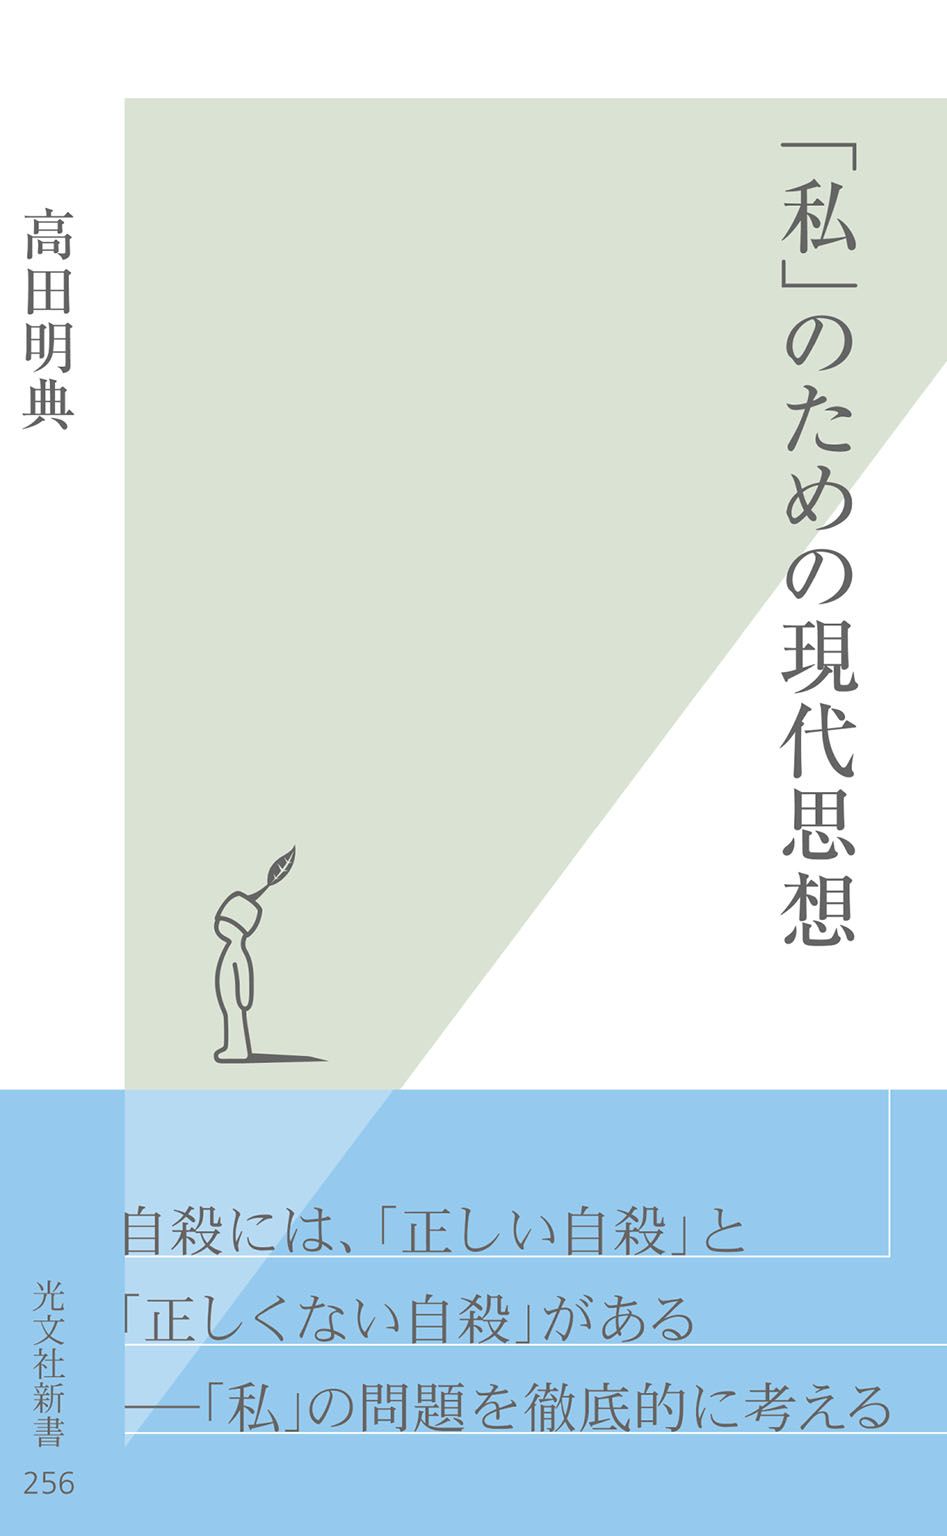 「私」のための現代思想
高田明典
自殺には、「正しい自殺」と
「正しくない自殺」がある
──「私」の問題を徹底的に考える
光文社新書
256